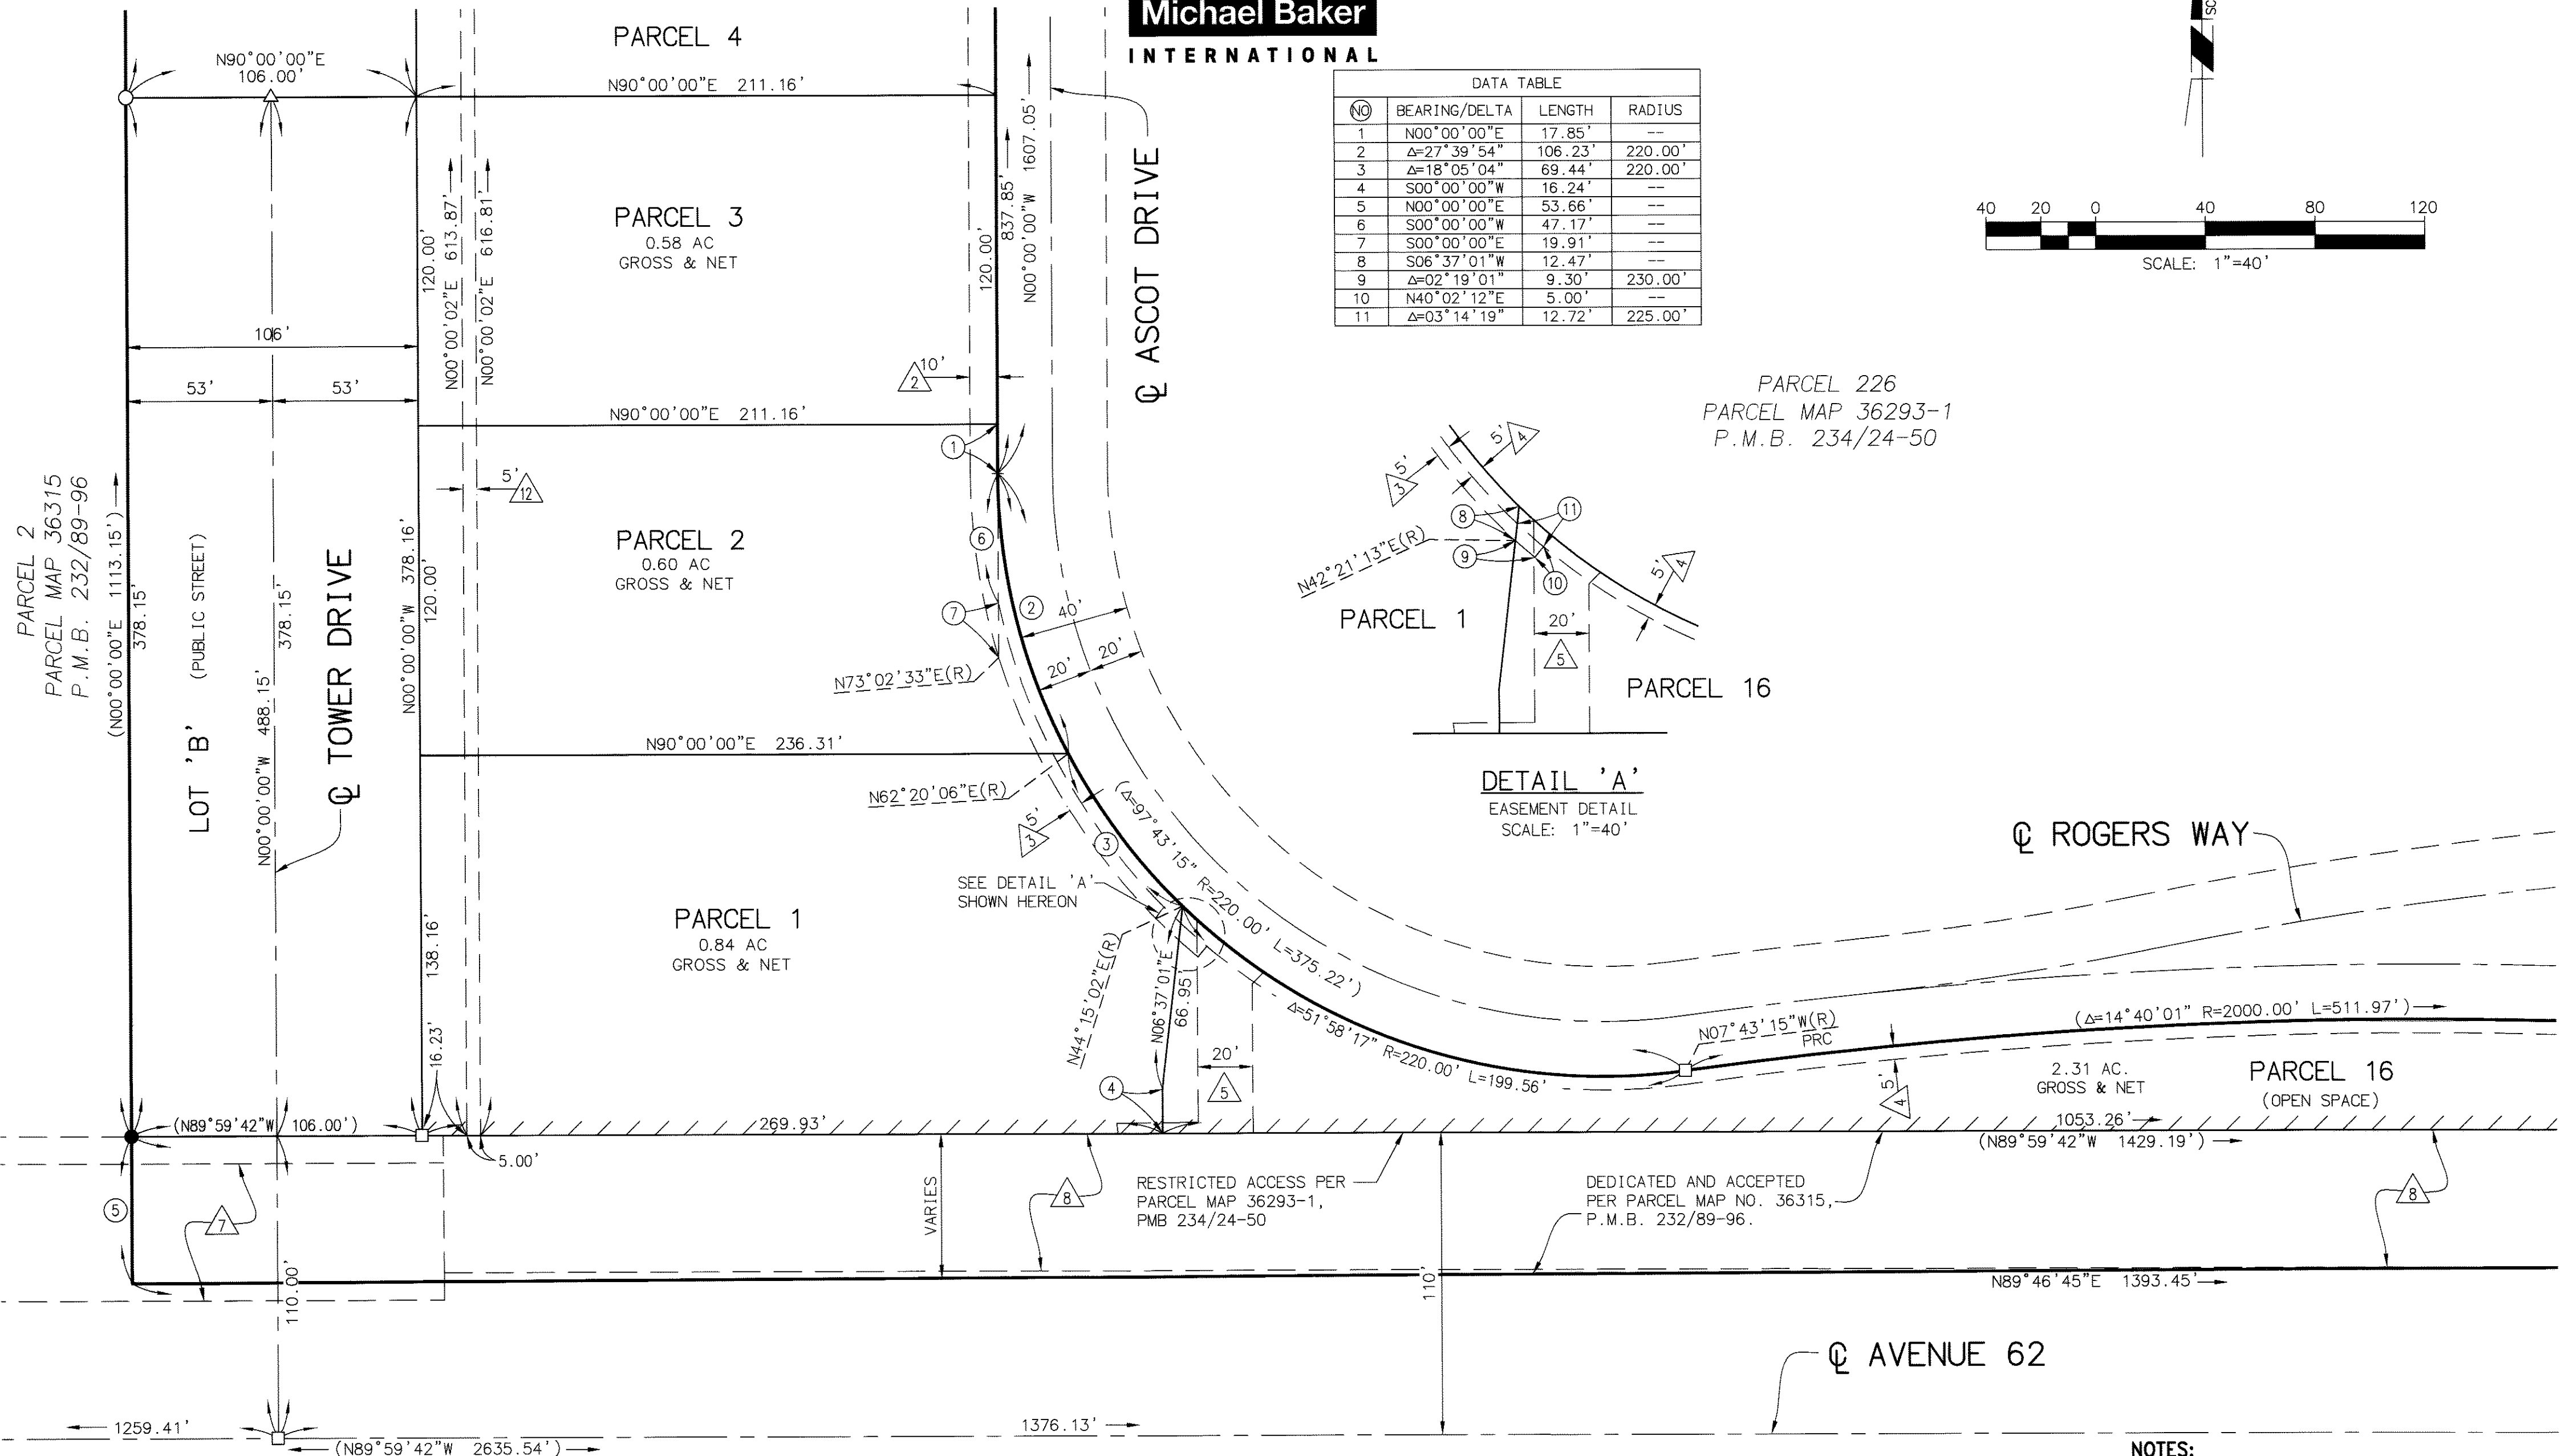 Michael Baker
INTERNATIONAL
PARCEL 4
N90°00'00"E
106.00'
N90°00'00"E 211.16'
DATA TABLE
NO BEARING/DELTA LENGTH RADIUS
1 N00°00'00"E 17.85' --
2 Δ=27°39'54" 106.23' 220.00'
3 Δ=18°05'04" 69.44' 220.00'
4 S00°00'00"W 16.24' --
5 N00°00'00"E 53.66' --
6 S00°00'00"W 47.17' --
7 S00°00'00"E 19.91' --
8 S06°37'01"W 12.47' --
9 Δ=02°19'01" 9.30' 230.00'
10 N40°02'12"E 5.00' --
11 Δ=03°14'19" 12.72' 225.00'
SC
40 20 0 40 80 120
SCALE: 1"=40'
PARCEL 3
0.58 AC
GROSS & NET
120.00'
N00°00'02"E 613.87'
N00°00'02"E 616.81'
120.00'
837.85'
N00°00'00"W 1607.05'
℄ ASCOT DRIVE
106'
53' 53'
10'
2
N90°00'00"E 211.16'
1
5'
12
PARCEL 226
PARCEL MAP 36293-1
P.M.B. 234/24-50
5'
4
5'
3
8
11
9
10
N42°21'13"E(R)
5'
4
PARCEL 1
20'
5
PARCEL 16
DETAIL 'A'
EASEMENT DETAIL
SCALE: 1"=40'
PARCEL 2
PARCEL MAP 36315
P.M.B. 232/89-96
(N00°00'00"E 1113.15')
378.15'
LOT 'B' (PUBLIC STREET)
N00°00'00"W 488.15'
378.15'
℄ TOWER DRIVE
N00°00'00"W 378.16'
120.00'
PARCEL 2
0.60 AC
GROSS & NET
6
7
2
40'
20'
20'
N73°02'33"E(R)
N90°00'00"E 236.31'
N62°20'06"E(R)
5'
3
3
(Δ=97°43'15" R=220.00' L=375.22')
SEE DETAIL 'A'
SHOWN HEREON
℄ ROGERS WAY
PARCEL 1
0.84 AC
GROSS & NET
138.16'
16.23'
N44°15'02"E(R)
N06°37'01"E
66.95'
4
20'
5
Δ=51°58'17" R=220.00' L=199.56'
N07°43'15"W(R)
PRC
(Δ=14°40'01" R=2000.00' L=511.97')
5'
4
2.31 AC.
GROSS & NET
PARCEL 16
(OPEN SPACE)
(N89°59'42"W 106.00')
269.93'
1053.26'
(N89°59'42"W 1429.19')
5.00'
5
7
110.00'
VARIES
8
RESTRICTED ACCESS PER
PARCEL MAP 36293-1,
PMB 234/24-50
110'
DEDICATED AND ACCEPTED
PER PARCEL MAP NO. 36315,
P.M.B. 232/89-96.
8
N89°46'45"E 1393.45'
℄ AVENUE 62
1259.41'
1376.13'
(N89°59'42"W 2635.54')
NOTES: